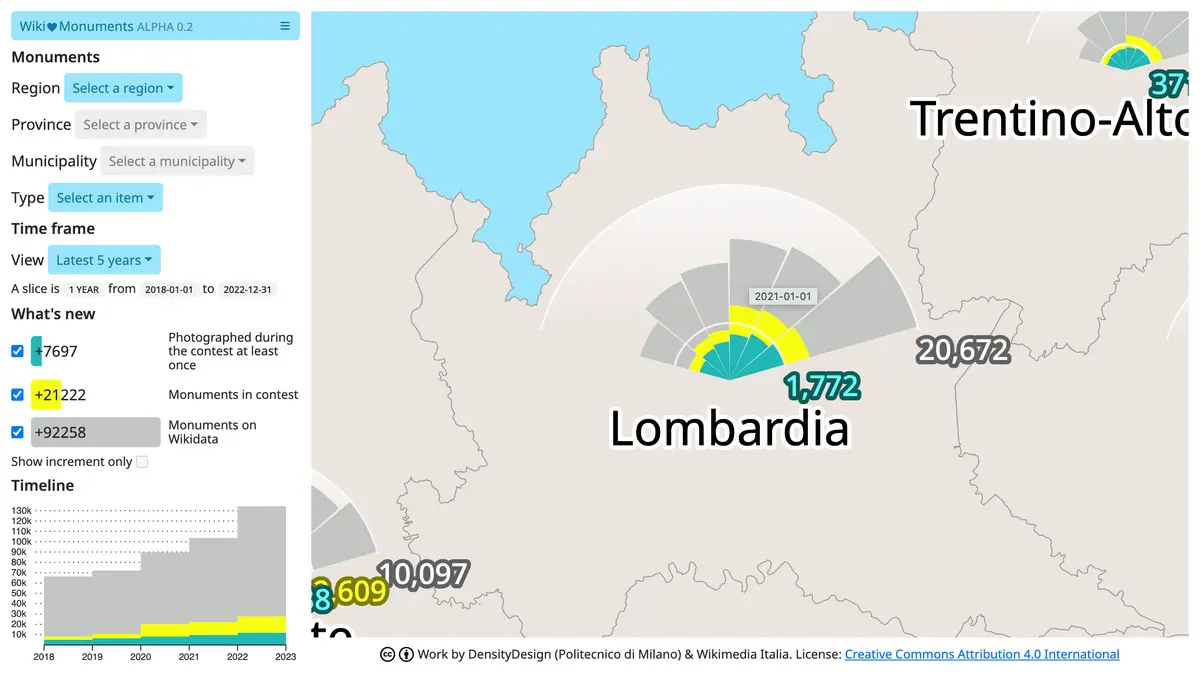 Wiki♥Monuments ALPHA 0.2 ☰
Monuments
Region Select a region
Province Select a province
Municipality Select a municipality
Type Select an item
Time frame
View Latest 5 years
A slice is 1 YEAR from 2018-01-01 to 2022-12-31
What's new
+7697 Photographed during
the contest at least
once
+21222 Monuments in contest
+92258 Monuments on
Wikidata
Show increment only
Timeline
130k
120k
110k
100k
90k
80k
70k
60k
50k
40k
30k
20k
10k
2018 2019 2020 2021 2022 2023
371
Trentino-Alto
2021-01-01
20,672
1,772
Lombardia
10,097
,609
8
to
Work by DensityDesign (Politecnico di Milano) & Wikimedia Italia. License: Creative Commons Attribution 4.0 International